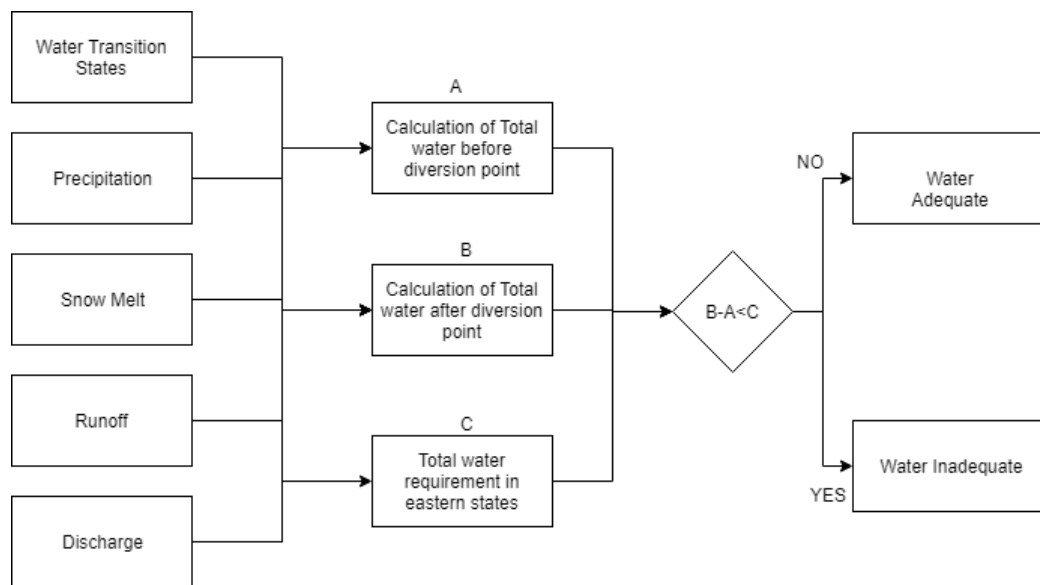 Water Transition
States
Precipitation
Snow Melt
Runoff
Discharge
A
Calculation of Total
water before
diversion point
B
Calculation of Total
water after diversion
point
C
Total water
requirement in
eastern states
B-A<C
NO
Water
Adequate
YES
Water Inadequate